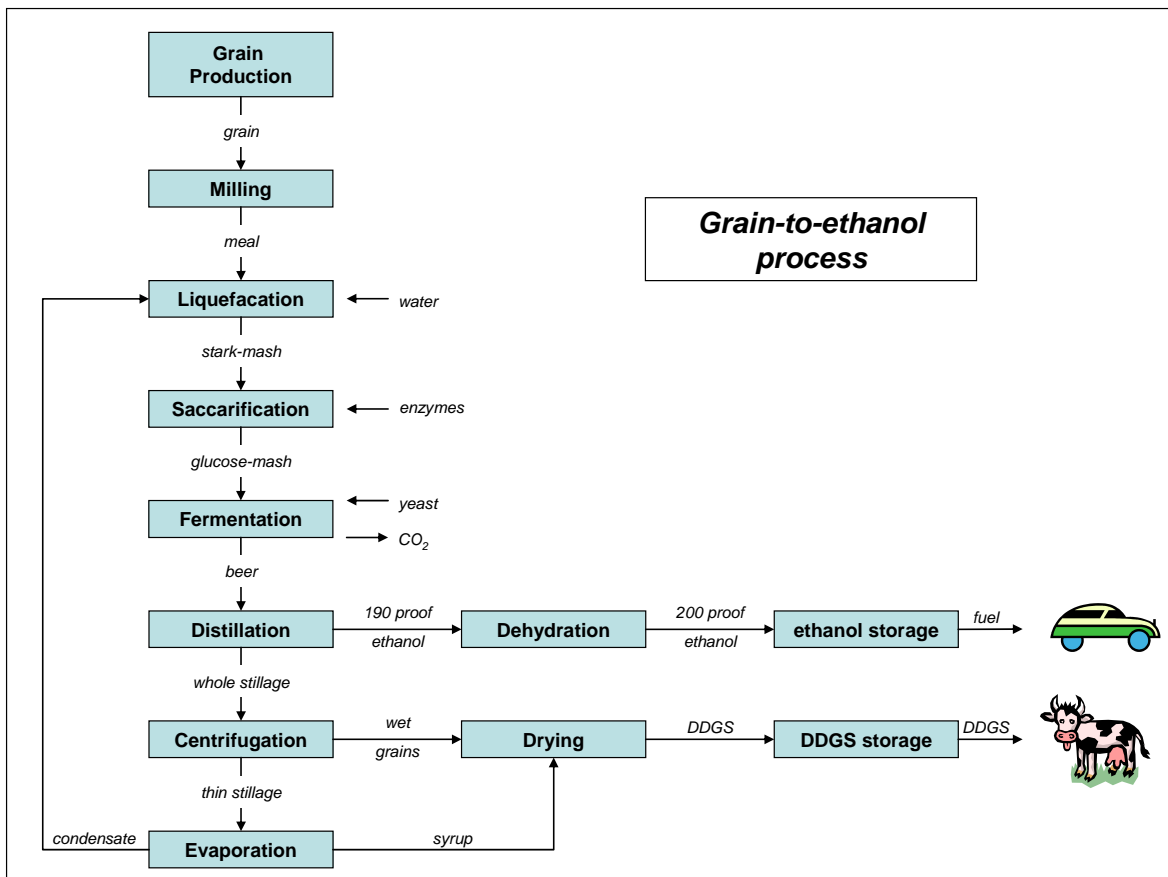 Grain
Production
grain
Milling
Grain-to-ethanol
process
meal
Liquefacation
water
stark-mash
Saccarification
enzymes
glucose-mash
yeast
Fermentation
CO2
beer
190 proof
200 proof
fuel
Distillation
Dehydration
ethanol storage
ethanol
ethanol
whole stillage
wet
DDGS
DDGS
Centrifugation
Drying
DDGS storage
grains
thin stillage
condensate
Evaporation
syrup